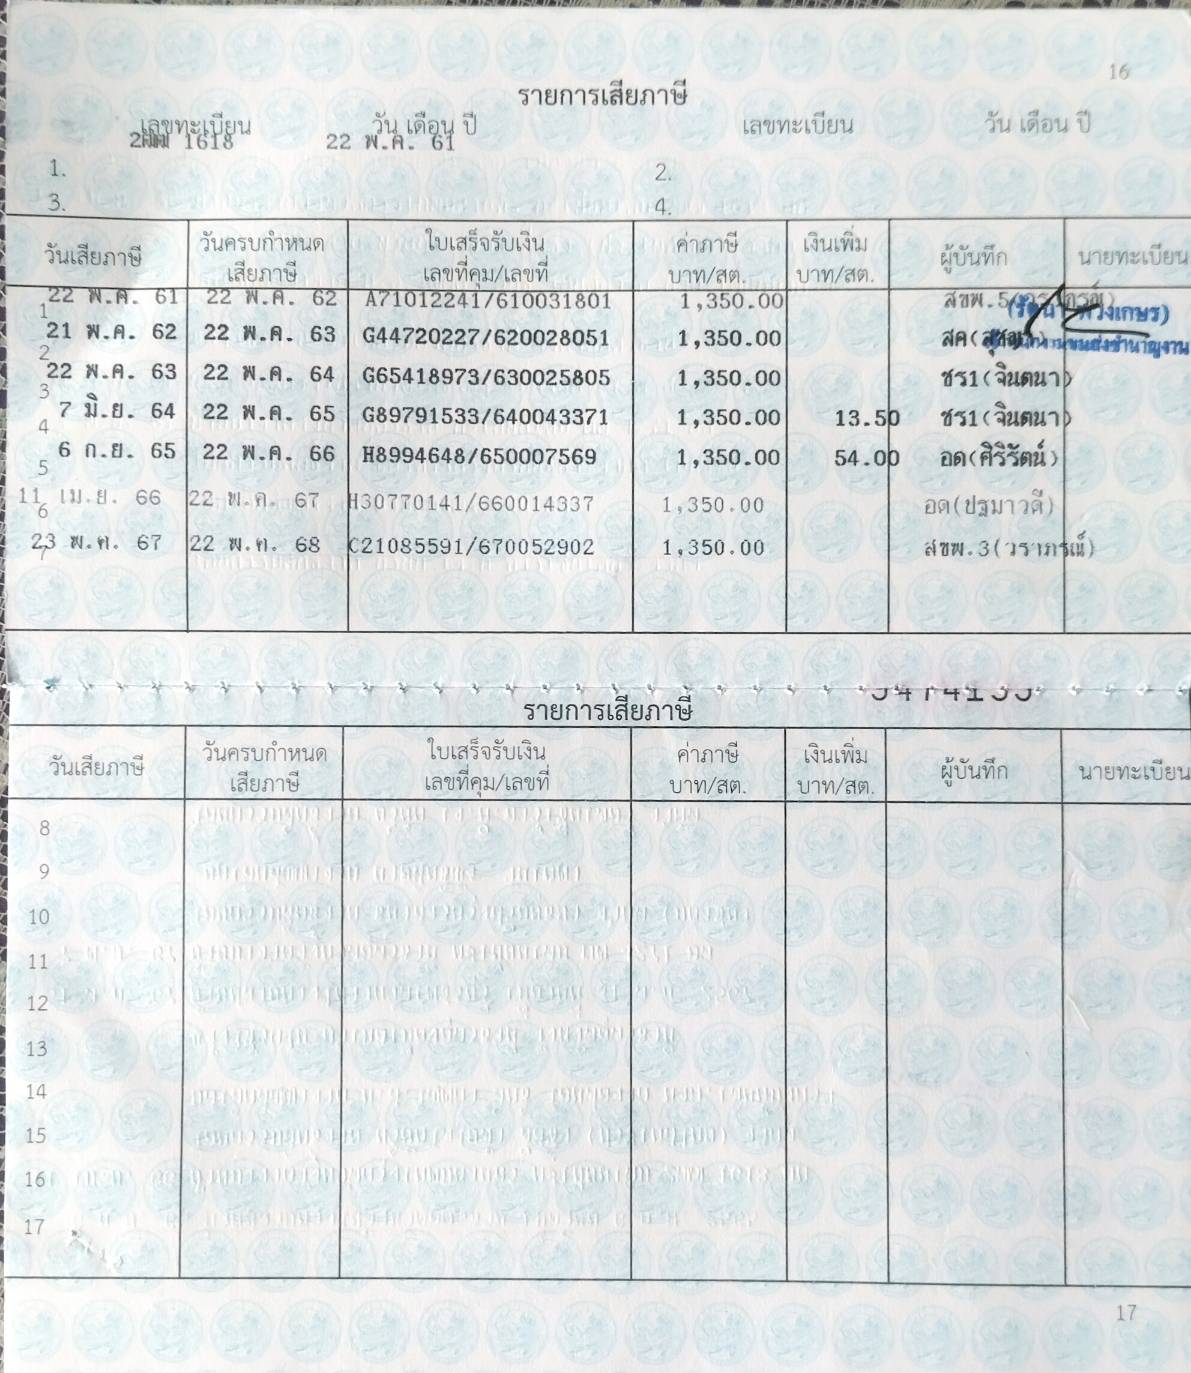 16
รายการเสียภาษี
เลขทะเบียน วัน เดือน ปี เลขทะเบียน วัน เดือน ปี
1618 22 พ.ค. 61
1. 2.
3. 4.
วันเสียภาษี วันครบกำหนด ใบเสร็จรับเงิน ค่าภาษี เงินเพิ่ม ผู้บันทึก นายทะเบียน
เสียภาษี เลขที่คุม/เลขที่ บาท/สต. บาท/สต.
1 22 พ.ค. 61 22 พ.ค. 62 A71012241/610031801 1,350.00 สขพ.5
2 21 พ.ค. 62 22 พ.ค. 63 G44720227/620028051 1,350.00 สค
3 22 พ.ค. 63 22 พ.ค. 64 G65418973/630025805 1,350.00 ชร1(จินตนา)
4 7 มิ.ย. 64 22 พ.ค. 65 G89791533/640043371 1,350.00 13.50 ชร1(จินตนา)
5 6 ก.ย. 65 22 พ.ค. 66 H8994648/650007569 1,350.00 54.00 อด(ศิริรัตน์)
6 11 เม.ย. 66 22 พ.ค. 67 H30770141/660014337 1,350.00 อด(ปฐมาวดี)
7 23 พ.ค. 67 22 พ.ค. 68 C21085591/670052902 1,350.00 สขพ.3(วราภรณ์)
รายการเสียภาษี
วันเสียภาษี วันครบกำหนด ใบเสร็จรับเงิน ค่าภาษี เงินเพิ่ม ผู้บันทึก นายทะเบียน
เสียภาษี เลขที่คุม/เลขที่ บาท/สต. บาท/สต.
8
9
10
11
12
13
14
15
16
17
17